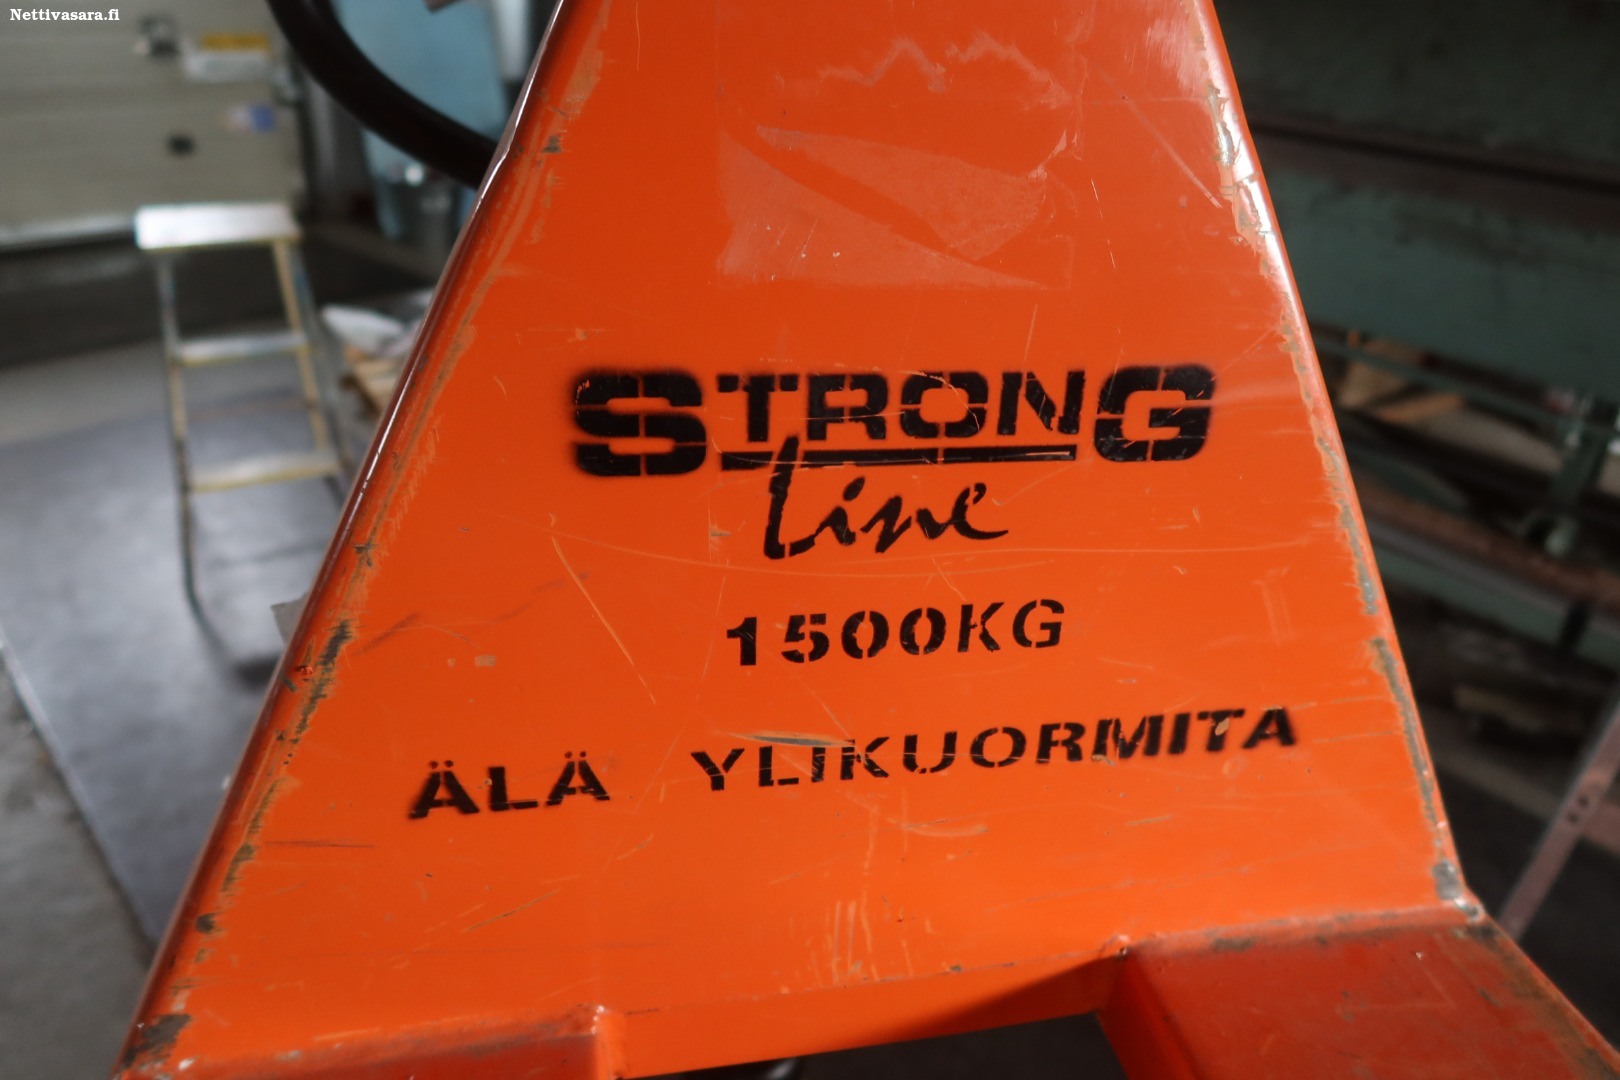 Nettivasara.fi
STRONG
Line
1500KG
ÄLÄ YLIKUORMITA